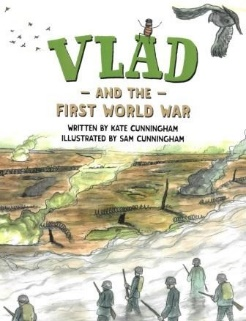 VLAD
– AND THE –
FIRST WORLD WAR
WRITTEN BY KATE CUNNINGHAM
ILLUSTRATED BY SAM CUNNINGHAM